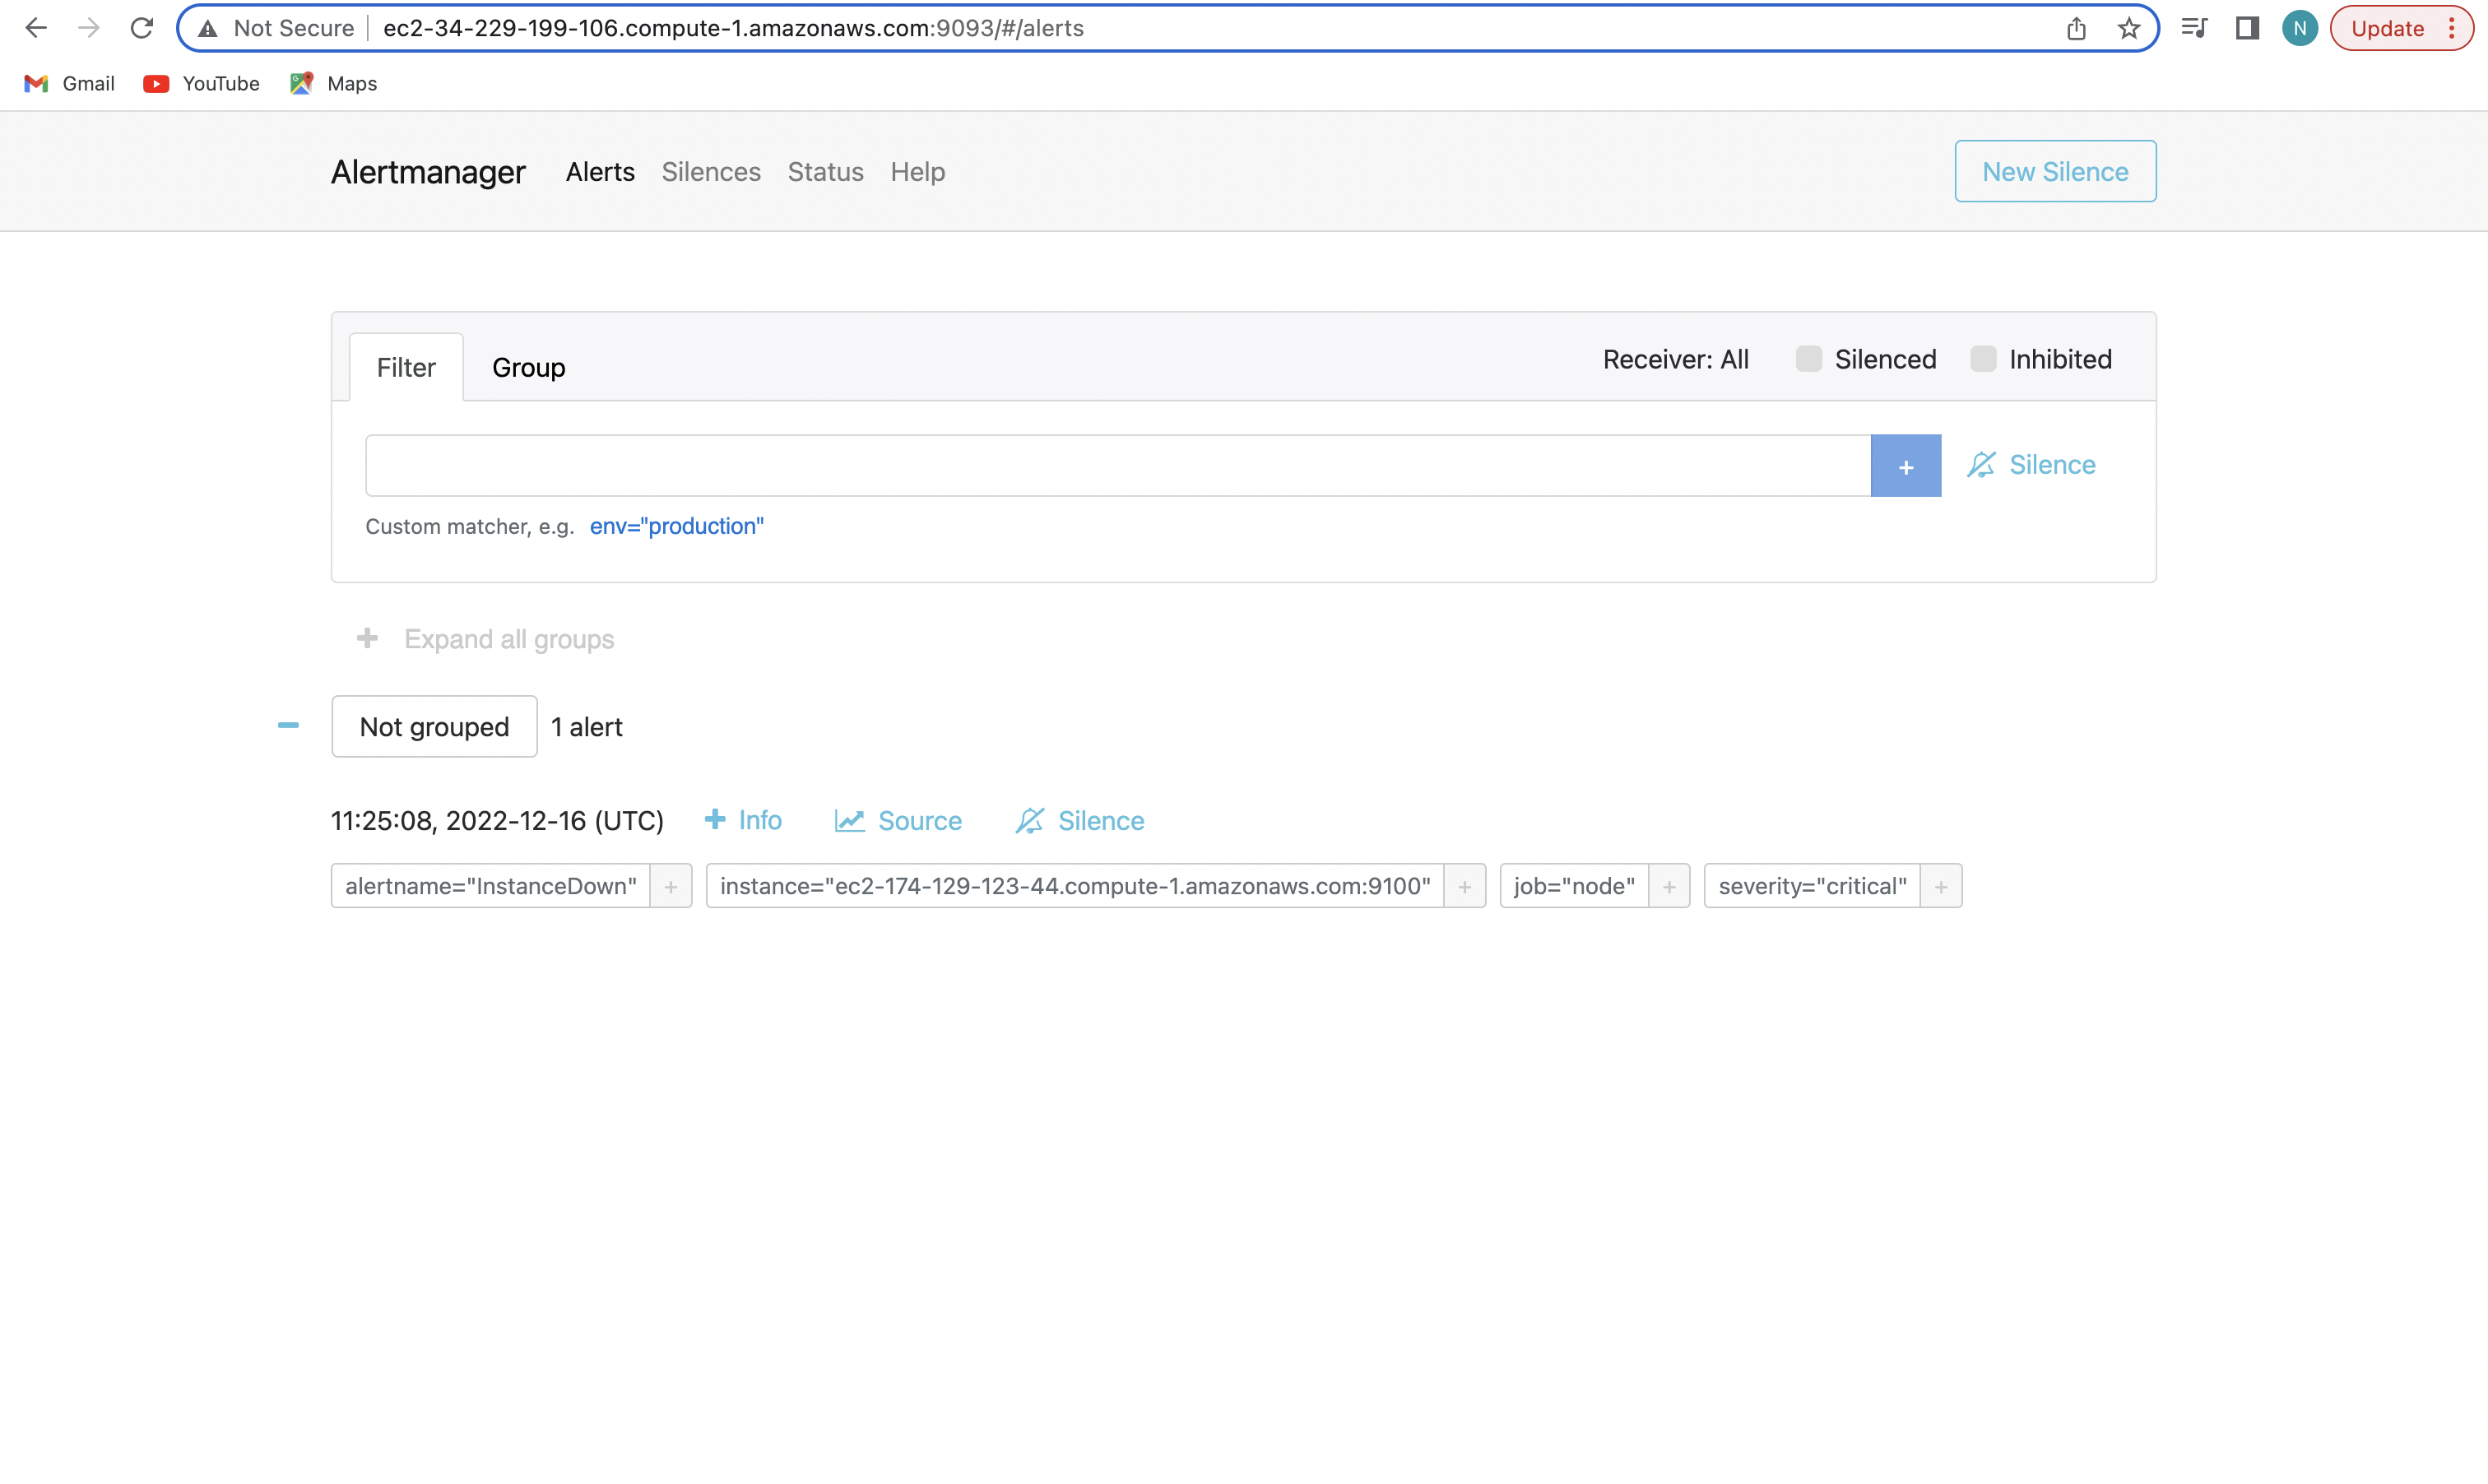 Not Secure ec2-34-229-199-106.compute-1.amazonaws.com:9093/#/alerts N Update
Gmail YouTube Maps
Alertmanager Alerts Silences Status Help New Silence
Filter Group Receiver: All Silenced Inhibited
+ Silence
Custom matcher, e.g. env="production"
+ Expand all groups
Not grouped 1 alert
11:25:08, 2022-12-16 (UTC) + Info Source Silence
alertname="InstanceDown" + instance="ec2-174-129-123-44.compute-1.amazonaws.com:9100" + job="node" + severity="critical" +